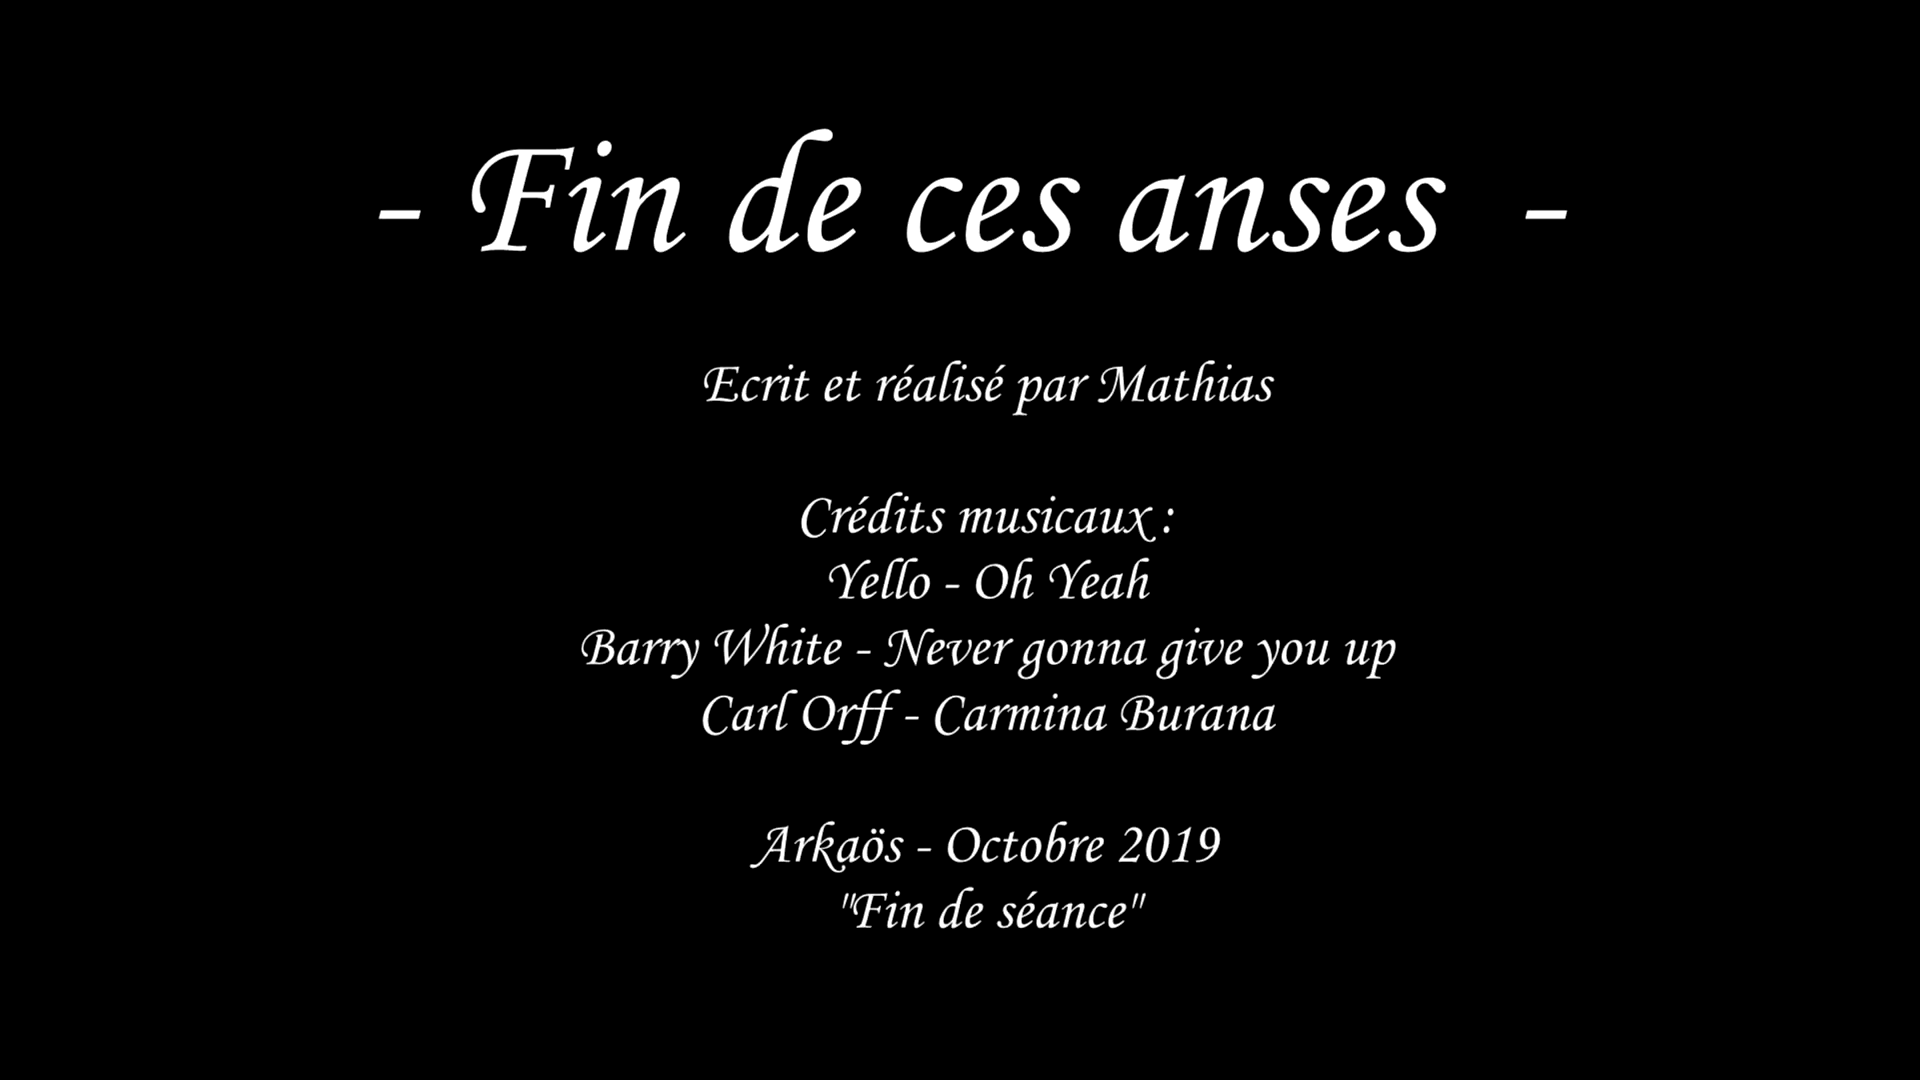 - Fin de ces anses -
Ecrit et réalisé par Mathias
Crédits musicaux :
Yello - Oh Yeah
Barry White - Never gonna give you up
Carl Orff - Carmina Burana
Arkaös - Octobre 2019
"Fin de séance"